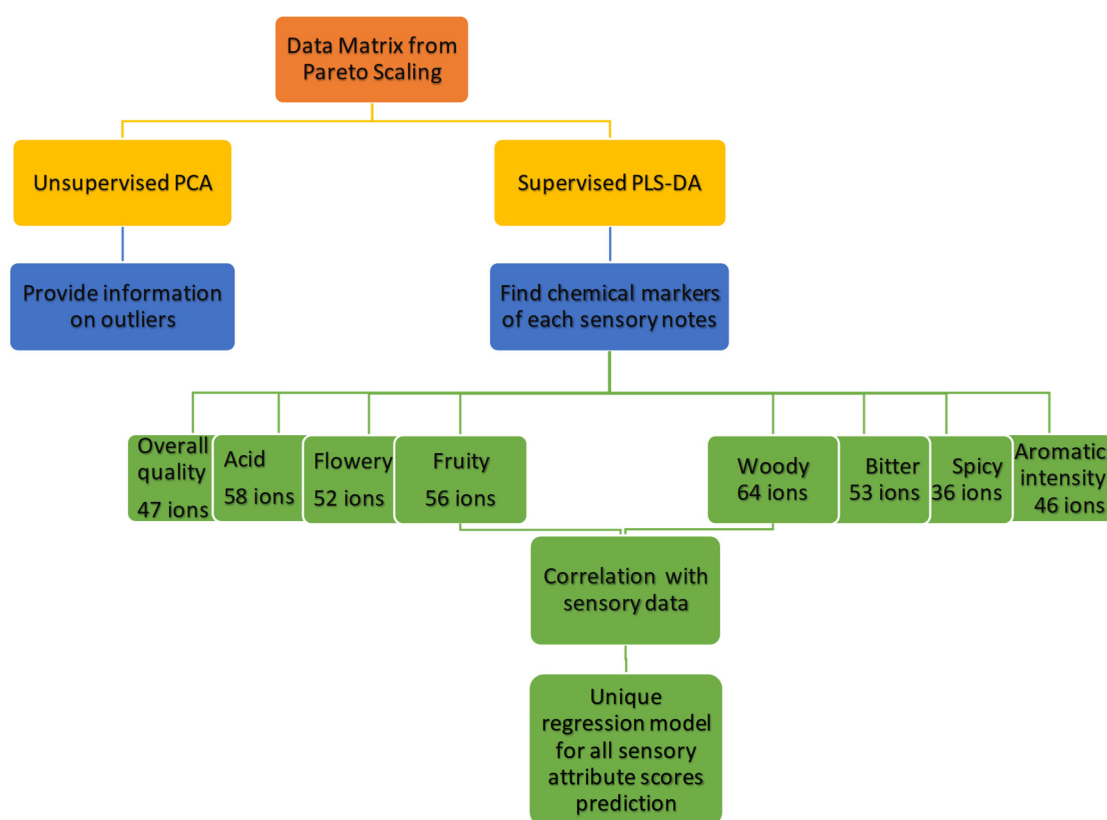 Data Matrix from
Pareto Scaling
Unsupervised PCA
Supervised PLS-DA
Provide information
on outliers
Find chemical markers
of each sensory notes
Overall
quality
47 ions
Acid
58 ions
Flowery
52 ions
Fruity
56 ions
Woody
64 ions
Bitter
53 ions
Spicy
36 ions
Aromatic
intensity
46 ions
Correlation with
sensory data
Unique
regression model
for all sensory
attribute scores
prediction